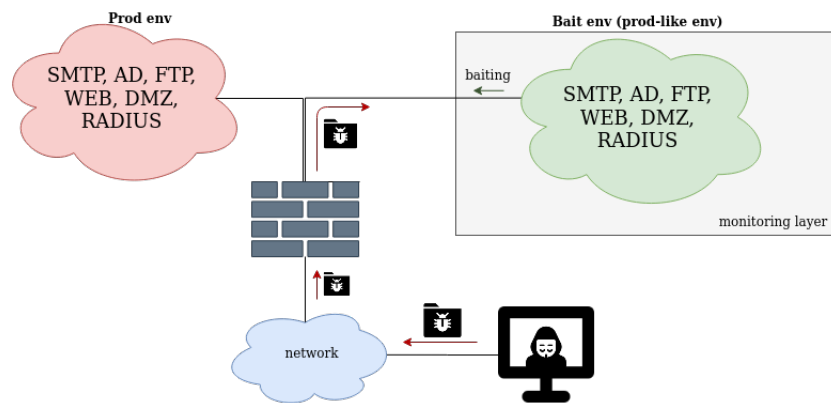 Prod env
Bait env (prod-like env)
SMTP, AD, FTP,
WEB, DMZ,
RADIUS
baiting
SMTP, AD, FTP,
WEB, DMZ,
RADIUS
monitoring layer
network